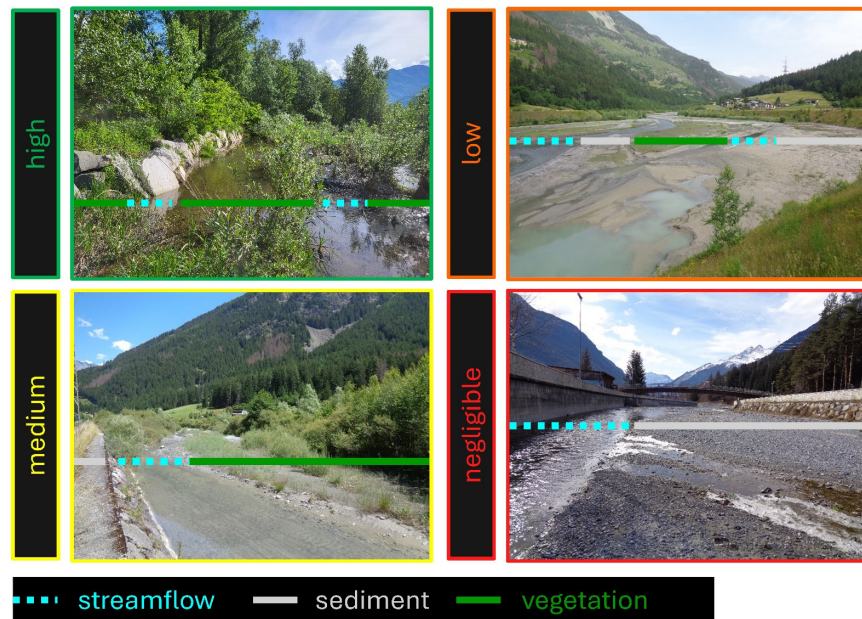 high
low
medium
negligible
streamflow sediment vegetation